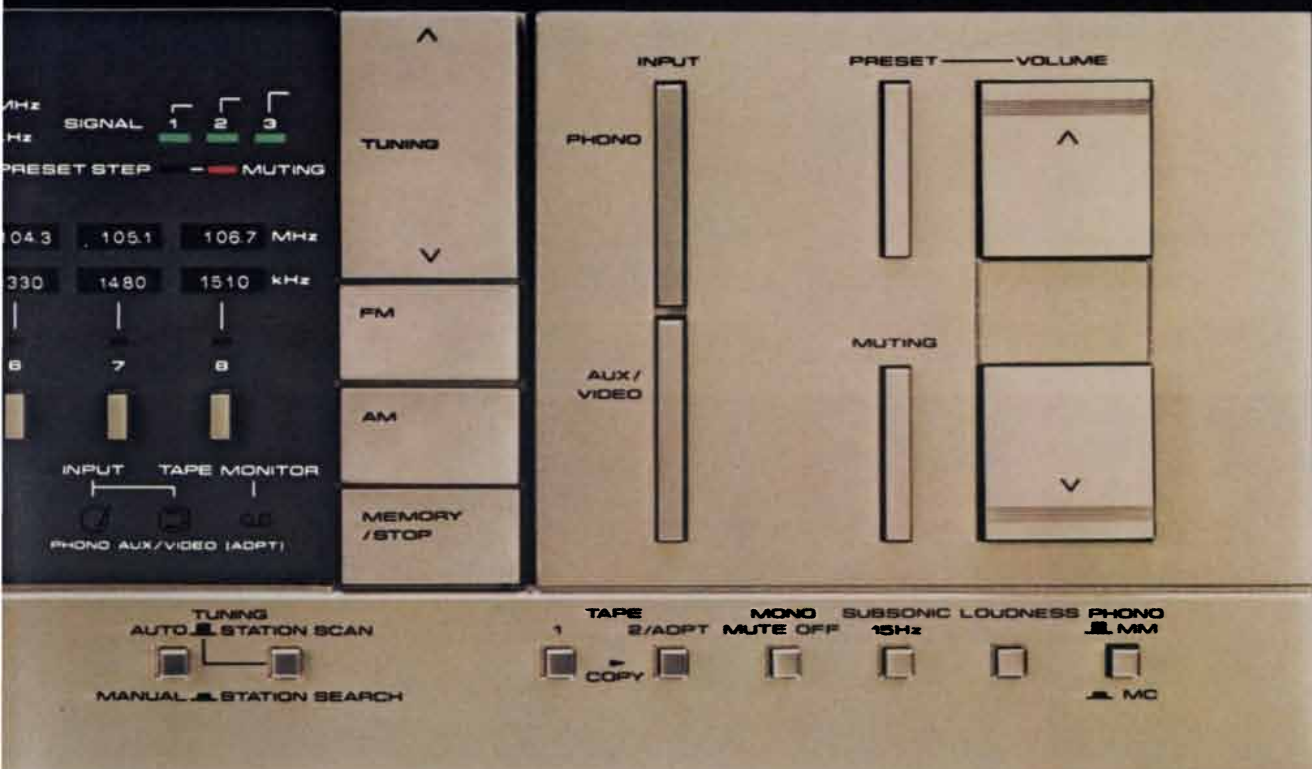 MHz
SIGNAL 1 2 3
PRESET STEP - MUTING
104.3 105.1 106.7 MHz
330 1480 1510 kHz
6 7 8
INPUT TAPE MONITOR
PHONO AUX/VIDEO (ADPT)
TUNING
FM
AM
MEMORY
/STOP
INPUT
PHONO
AUX/
VIDEO
PRESET VOLUME
MUTING
TUNING
AUTO STATION SCAN
MANUAL STATION SEARCH
TAPE
1 2/ADPT
COPY
MONO
MUTE OFF
SUBSONIC
15Hz
LOUDNESS
PHONO
MM
MC